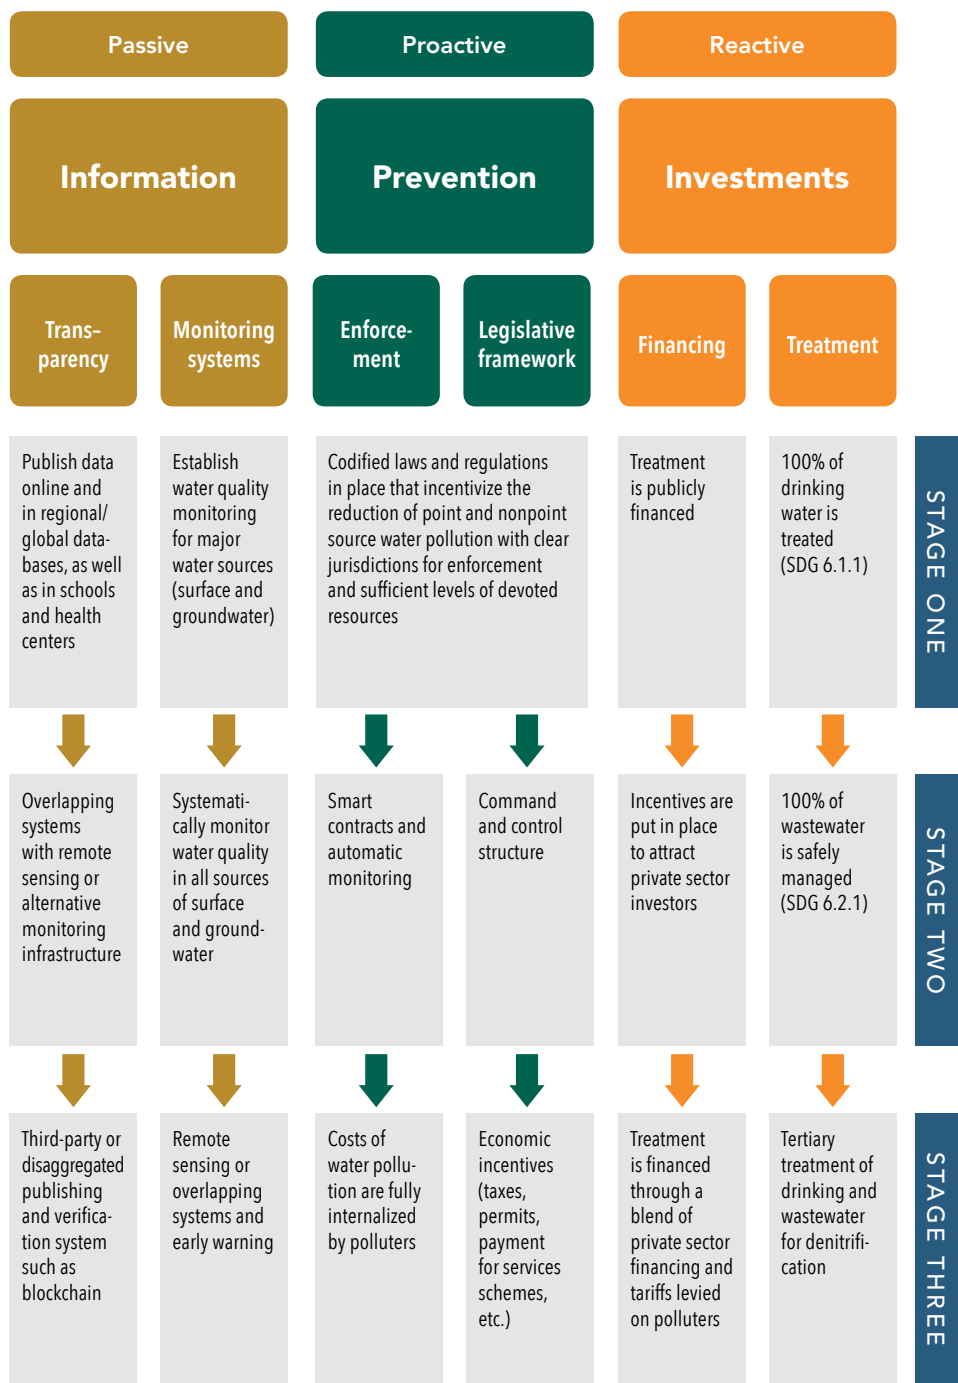 Passive
Proactive
Reactive
Information
Prevention
Investments
Trans–
parency
Monitoring
systems
Enforce-
ment
Legislative
framework
Financing
Treatment
Publish data
online and
in regional/
global data-
bases, as well
as in schools
and health
centers
Establish
water quality
monitoring
for major
water sources
(surface and
groundwater)
Codified laws and regulations
in place that incentivize the
reduction of point and nonpoint
source water pollution with clear
jurisdictions for enforcement
and sufficient levels of devoted
resources
Treatment
is publicly
financed
100% of
drinking
water is
treated
(SDG 6.1.1)
STAGE ONE
Overlapping
systems
with remote
sensing or
alternative
monitoring
infrastructure
Systemati-
cally monitor
water quality
in all sources
of surface
and ground-
water
Smart
contracts and
automatic
monitoring
Command
and control
structure
Incentives are
put in place
to attract
private sector
investors
100% of
wastewater
is safely
managed
(SDG 6.2.1)
STAGE TWO
Third-party or
disaggregated
publishing
and verifica-
tion system
such as
blockchain
Remote
sensing or
overlapping
systems and
early warning
Costs of
water pollu-
tion are fully
internalized
by polluters
Economic
incentives
(taxes,
permits,
payment
for services
schemes,
etc.)
Treatment
is financed
through a
blend of
private sector
financing and
tariffs levied
on polluters
Tertiary
treatment of
drinking and
wastewater
for denitrifi-
cation
STAGE THREE